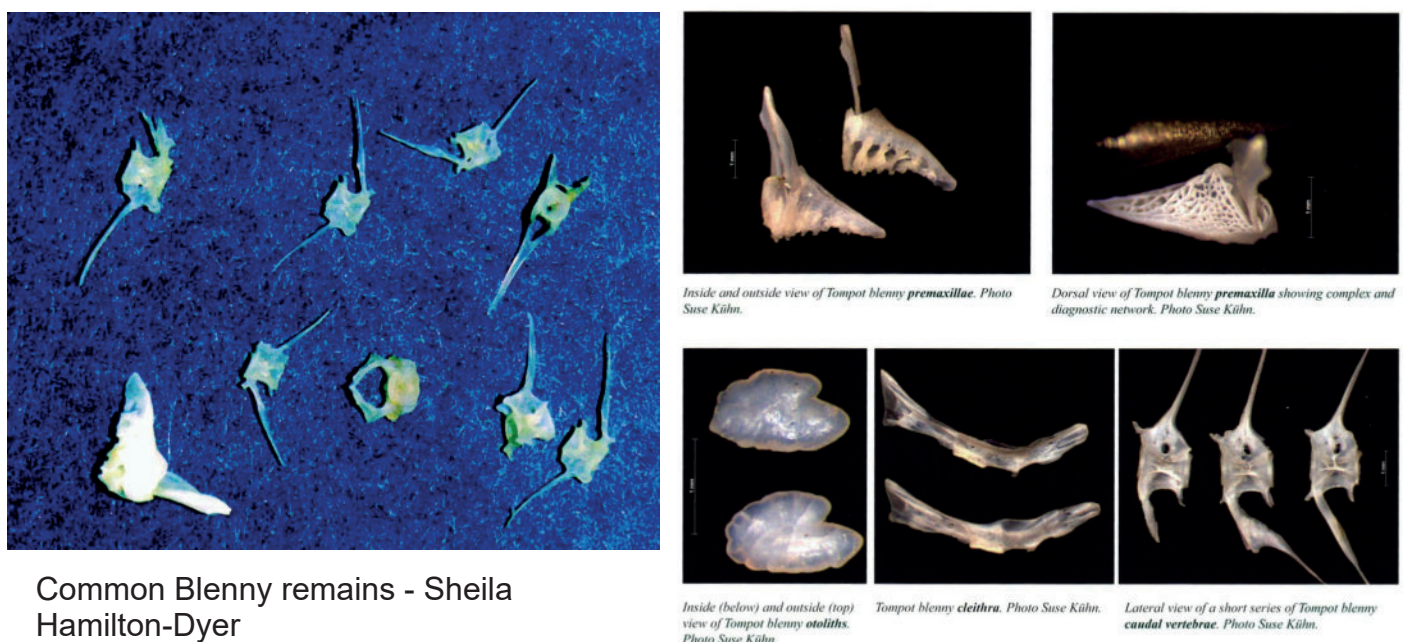 Common Blenny remains - Sheila
Hamilton-Dyer
Inside and outside view of Tompot blenny premaxillae. Photo
Suse Kühn.
Dorsal view of Tompot blenny premaxilla showing complex and
diagnostic network. Photo Suse Kühn.
Inside (below) and outside (top)
view of Tompot blenny otoliths.
Photo Suse Kühn
Tompot blenny cleithra. Photo Suse Kühn.
Lateral view of a short series of Tompot blenny
caudal vertebrae. Photo Suse Kühn.